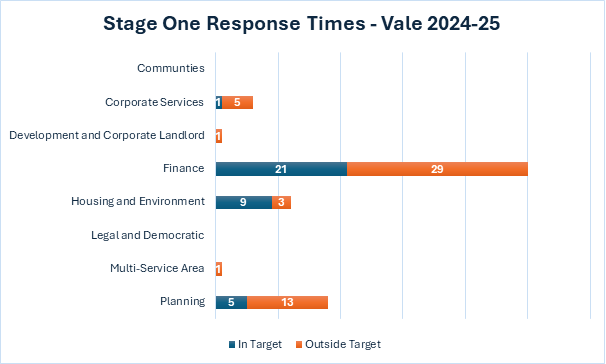 Stage One Response Times - Vale 2024-25
Communties
Corporate Services 1 5
Development and Corporate Landlord 1
Finance 21 29
Housing and Environment 9 3
Legal and Democratic
Multi-Service Area 1
Planning 5 13
In Target Outside Target